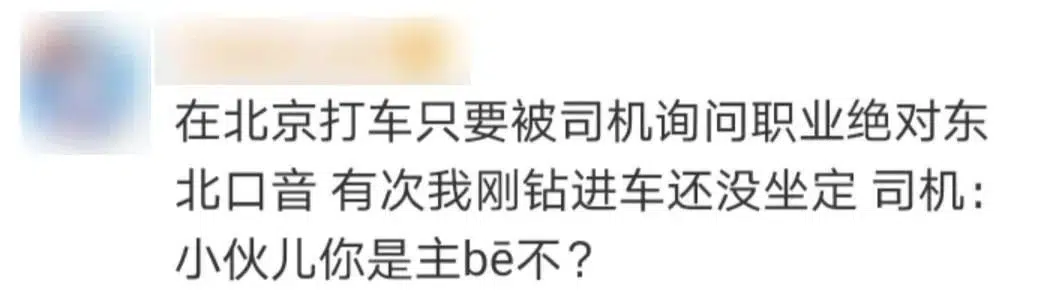 在北京打车只要被司机询问职业绝对东
北口音 有次我刚钻进车还没坐定 司机：
小伙儿你是主bē不？